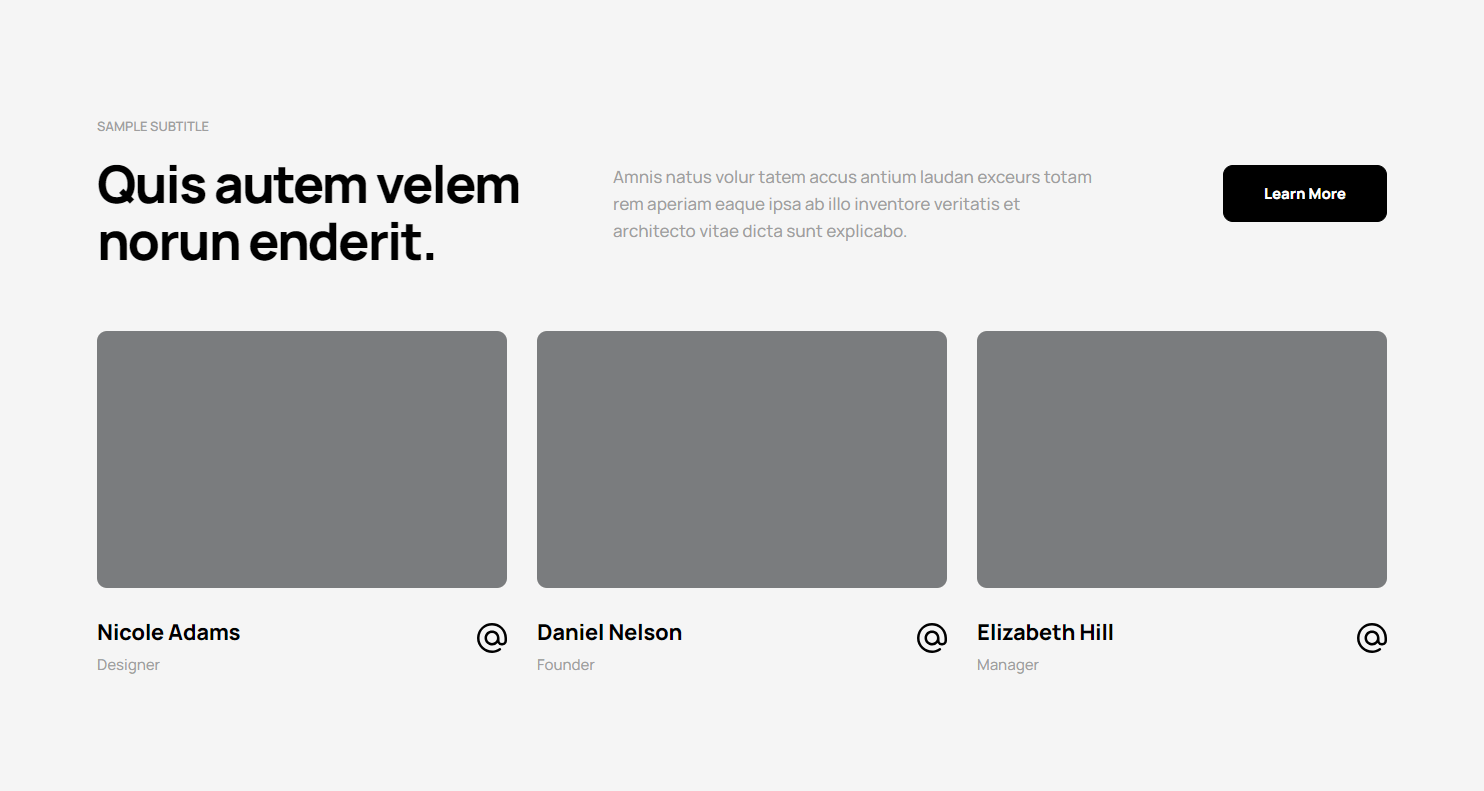 SAMPLE SUBTITLE
Quis autem velem
norun enderit.
Amnis natus volur tatem accus antium laudan exceurs totam
rem aperiam eaque ipsa ab illo inventore veritatis et
architecto vitae dicta sunt explicabo.
Learn More
Nicole Adams
Designer
@
Daniel Nelson
Founder
@
Elizabeth Hill
Manager
@